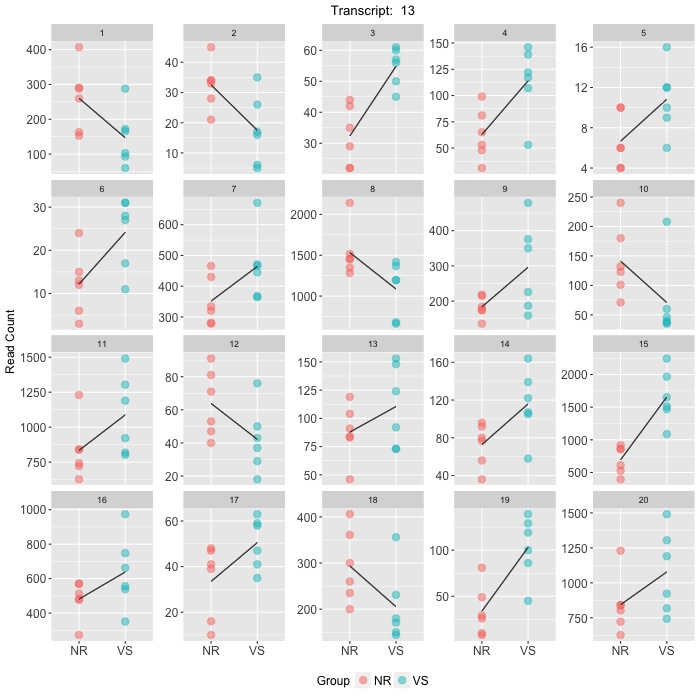 Transcript: 13
1 2 3 4 5
400 300 200 100
40 30 20 10
60 50 40 30
150 125 100 75 50
16 12 8 4
6 7 8 9 10
30 20 10
600 500 400 300
2000 1500 1000
400 300 200
250 200 150 100 50
Read Count
11 12 13 14 15
1500 1250 1000 750
80 60 40 20
150 125 100 75 50
160 120 80 40
2000 1500 1000 500
16 17 18 19 20
1000 800 600 400
60 40 20
400 300 200
100 50
1500 1250 1000 750
NR VS NR VS NR VS NR VS NR VS
Group NR VS